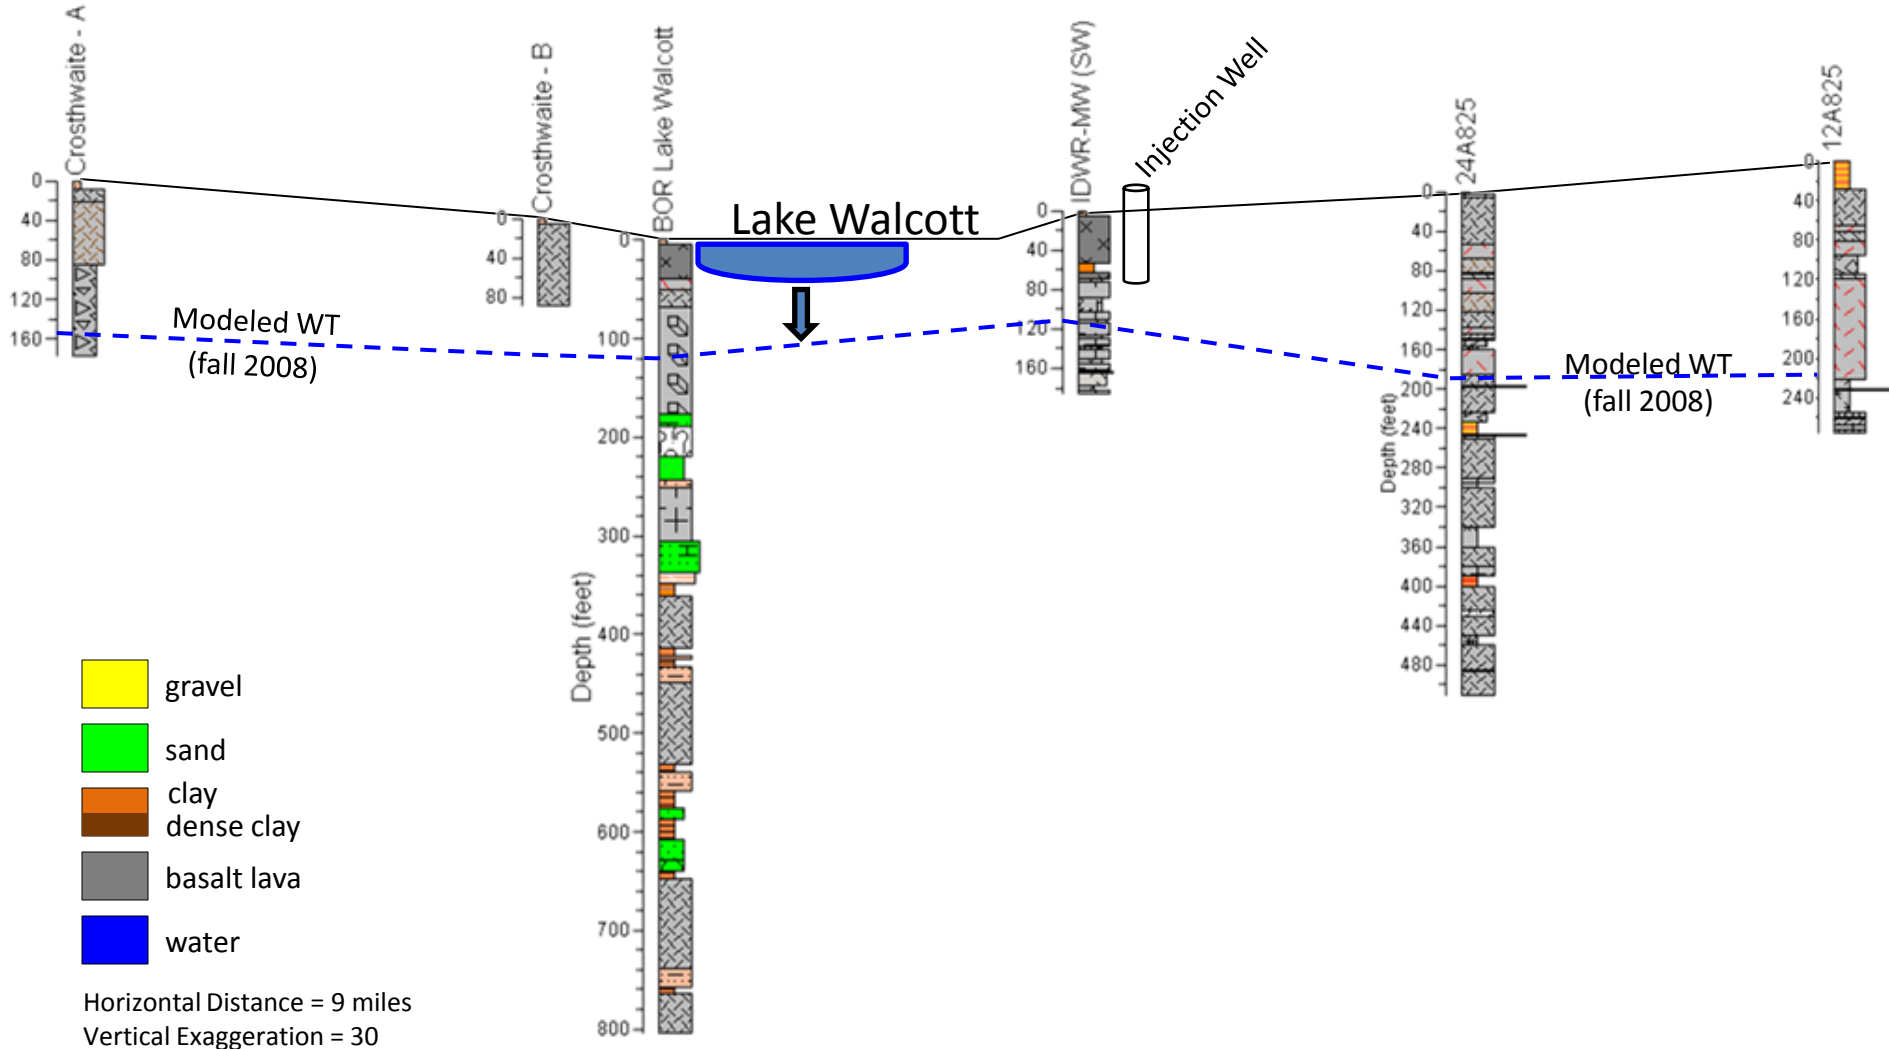 Crosthwaite - A
Crosthwaite - B
BOR Lake Walcott
IDWR-MW (SW)
Injection Well
24A825
12A825
Lake Walcott
0
40
80
120
160
0
40
80
0
100
200
300
400
500
600
700
800
Depth (feet)
0
40
80
120
160
0
40
80
120
160
200
240
280
320
360
400
440
480
Depth (feet)
0
40
80
120
160
200
240
Modeled WT
(fall 2008)
Modeled WT
(fall 2008)
gravel
sand
clay
dense clay
basalt lava
water
Horizontal Distance = 9 miles
Vertical Exaggeration = 30